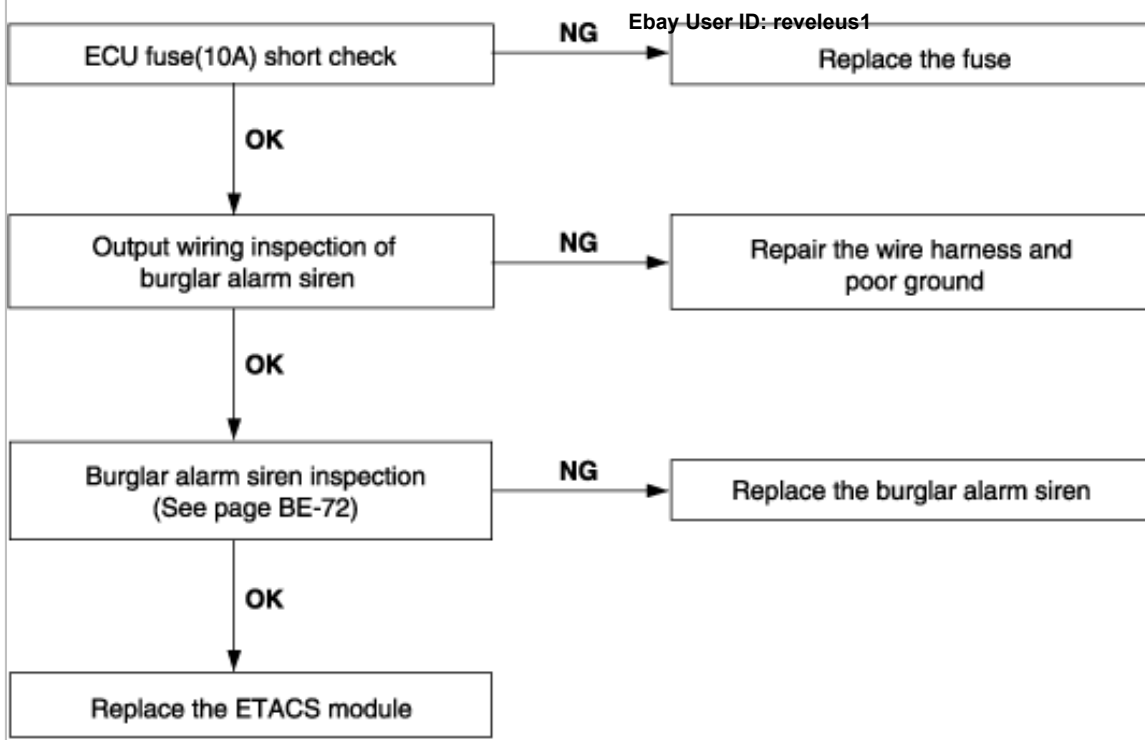 Ebay User ID: reveleus1
ECU fuse(10A) short check
NG
Replace the fuse
OK
Output wiring inspection of
burglar alarm siren
NG
Repair the wire harness and
poor ground
OK
Burglar alarm siren inspection
(See page BE-72)
NG
Replace the burglar alarm siren
OK
Replace the ETACS module